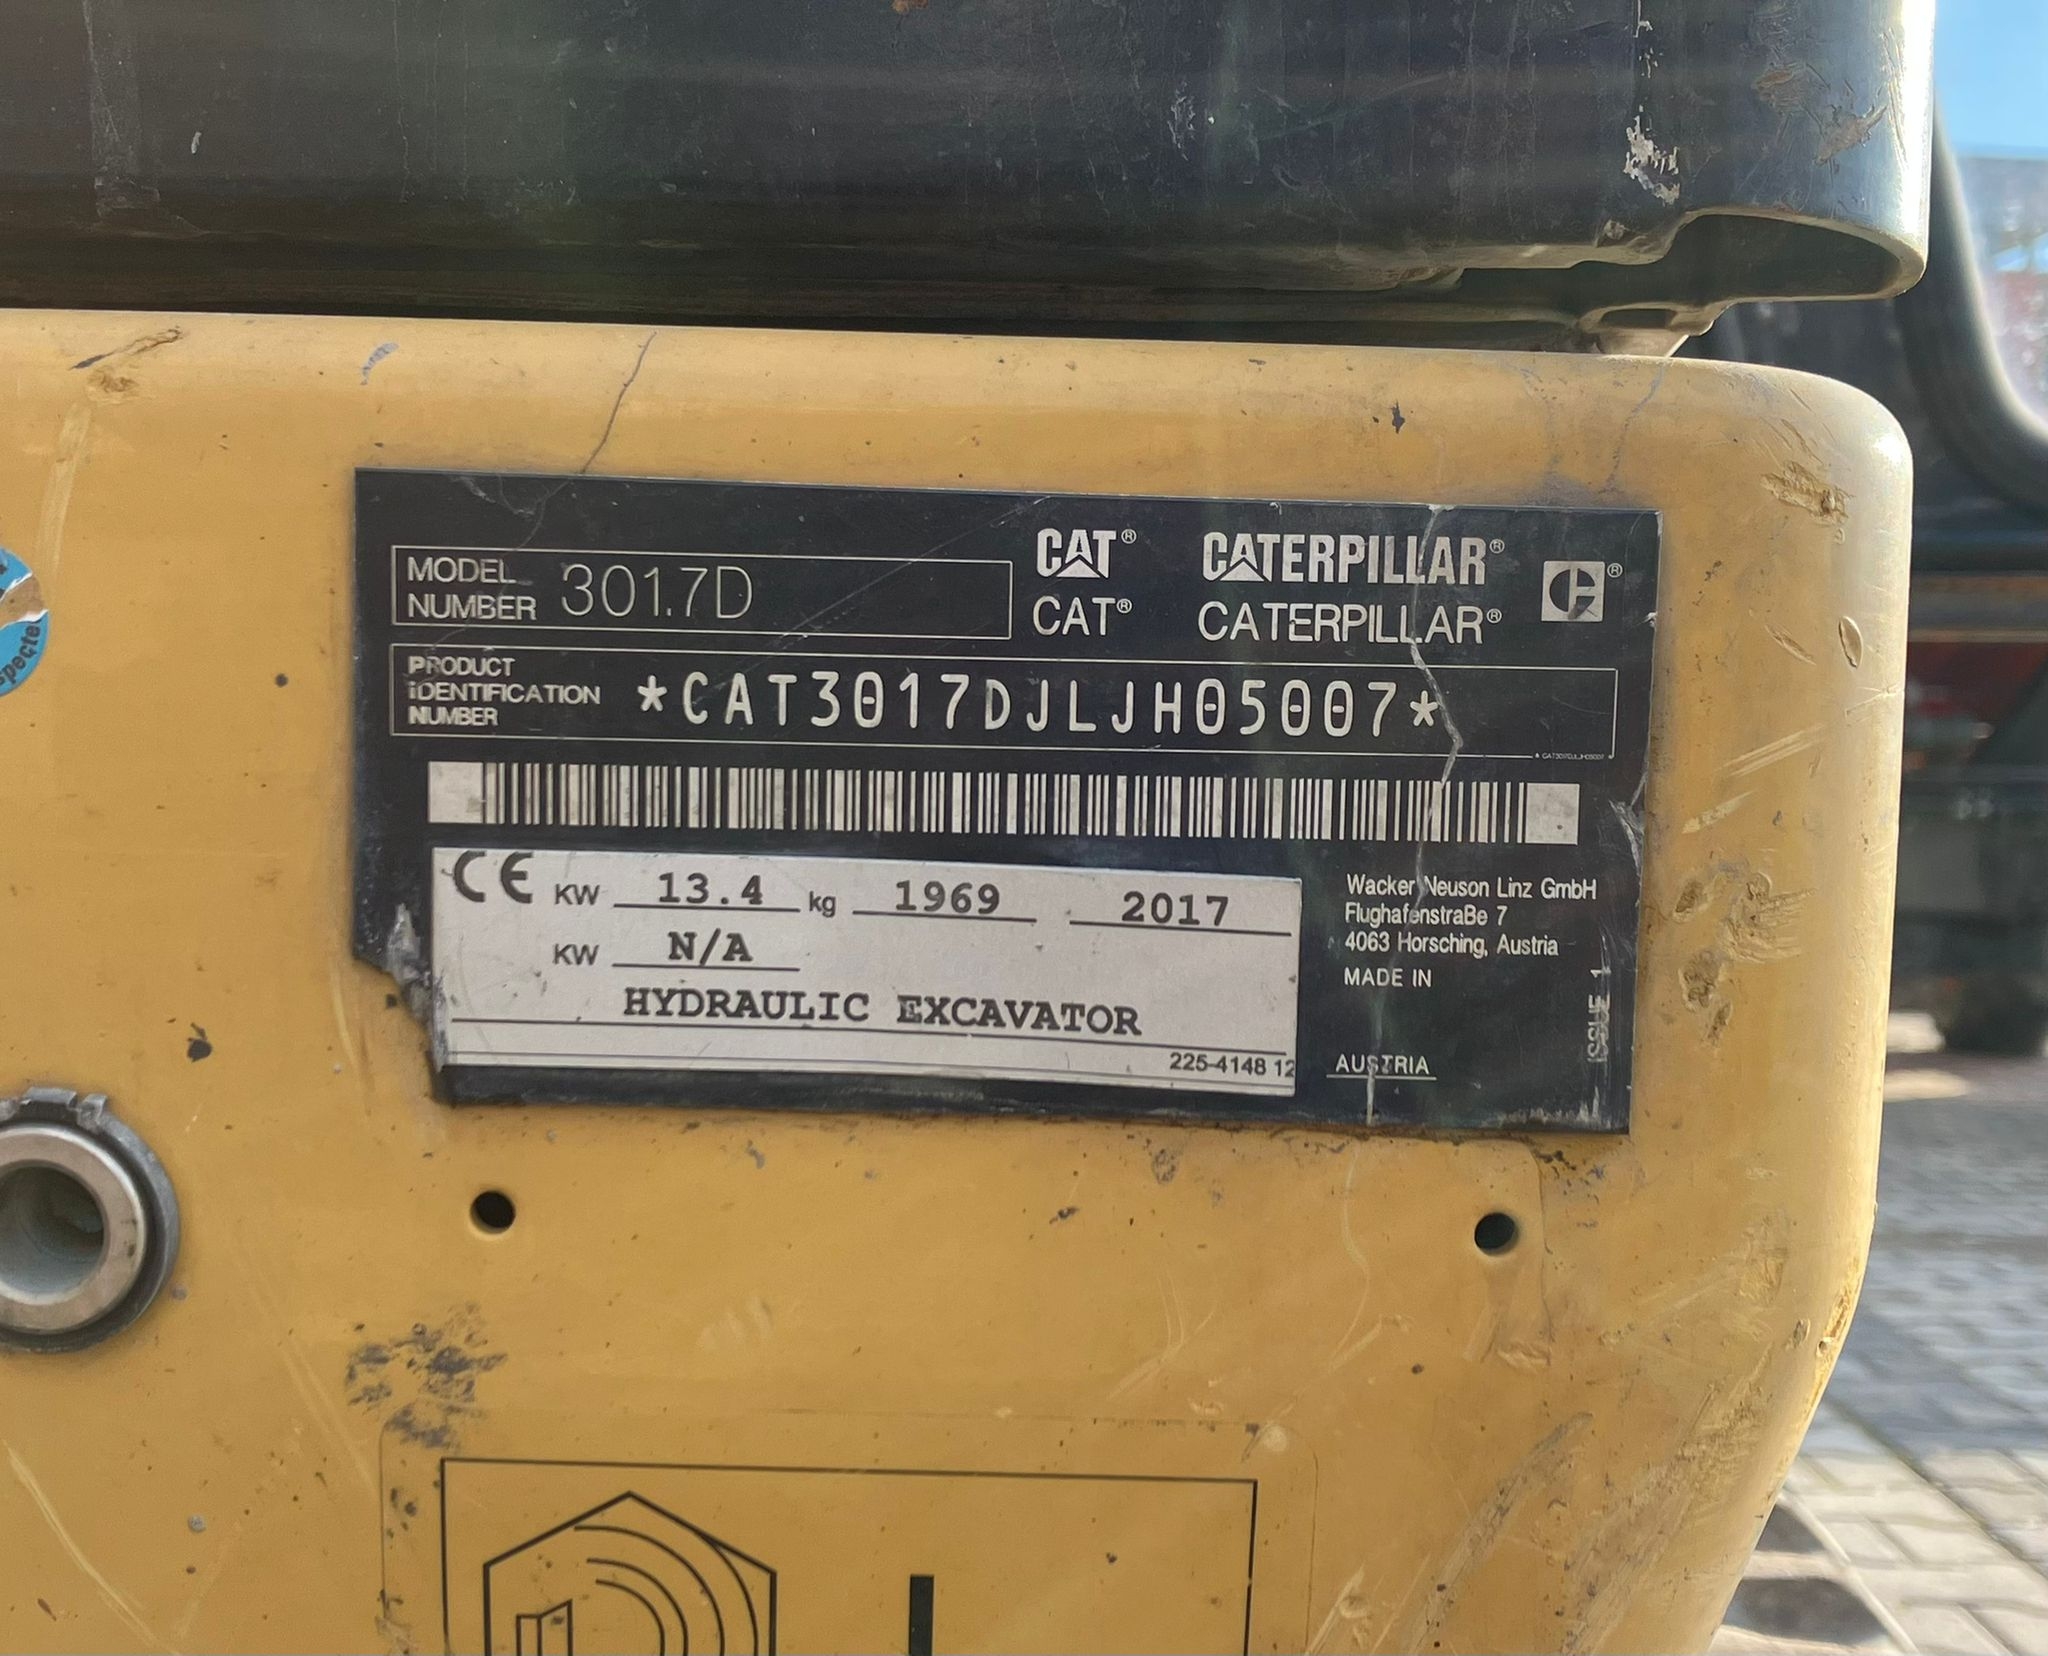 CAT® CATERPILLAR®
CAT® CATERPILLAR®
MODEL
NUMBER 301.7D
PRODUCT
IDENTIFICATION
NUMBER
*CAT3017DJLJH05007*
CE KW 13.4 kg 1969 2017
KW N/A
HYDRAULIC EXCAVATOR
225-4148 12
Wacker Neuson Linz GmbH
FlughafenstraBe 7
4063 Horsching, Austria
MADE IN
AUSTRIA
ISSUE 1